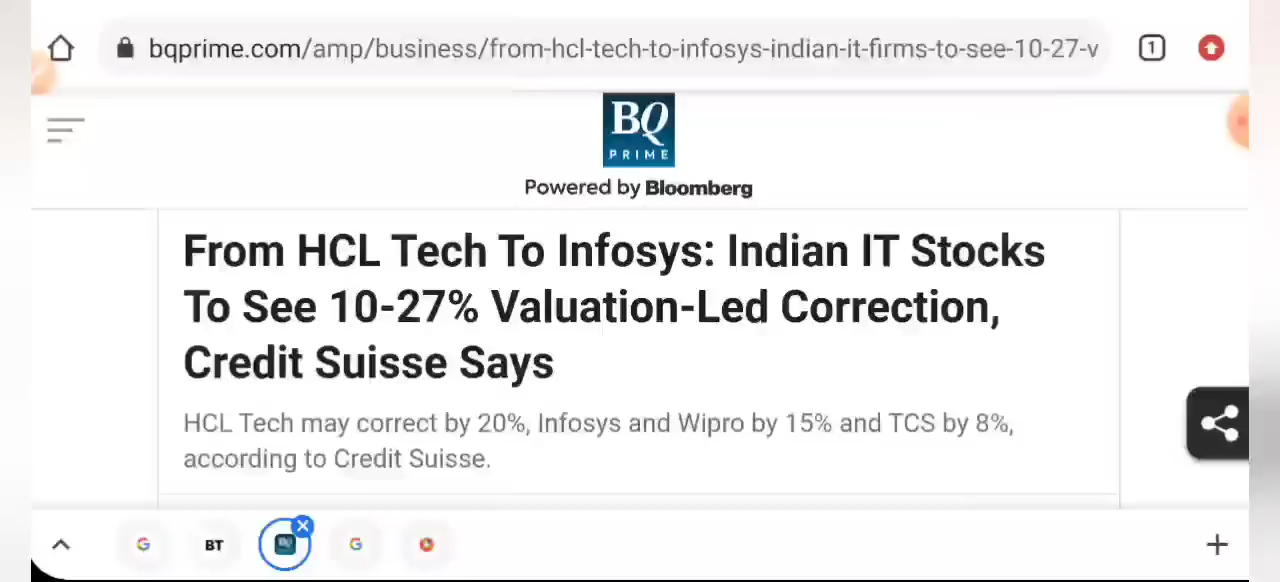 bqprime.com/amp/business/from-hcl-tech-to-infosys-indian-it-firms-to-see-10-27-v
1
BQ
PRIME
Powered by Bloomberg
From HCL Tech To Infosys: Indian IT Stocks
To See 10-27% Valuation-Led Correction,
Credit Suisse Says
HCL Tech may correct by 20%, Infosys and Wipro by 15% and TCS by 8%,
according to Credit Suisse.
G
BT
BQ
G